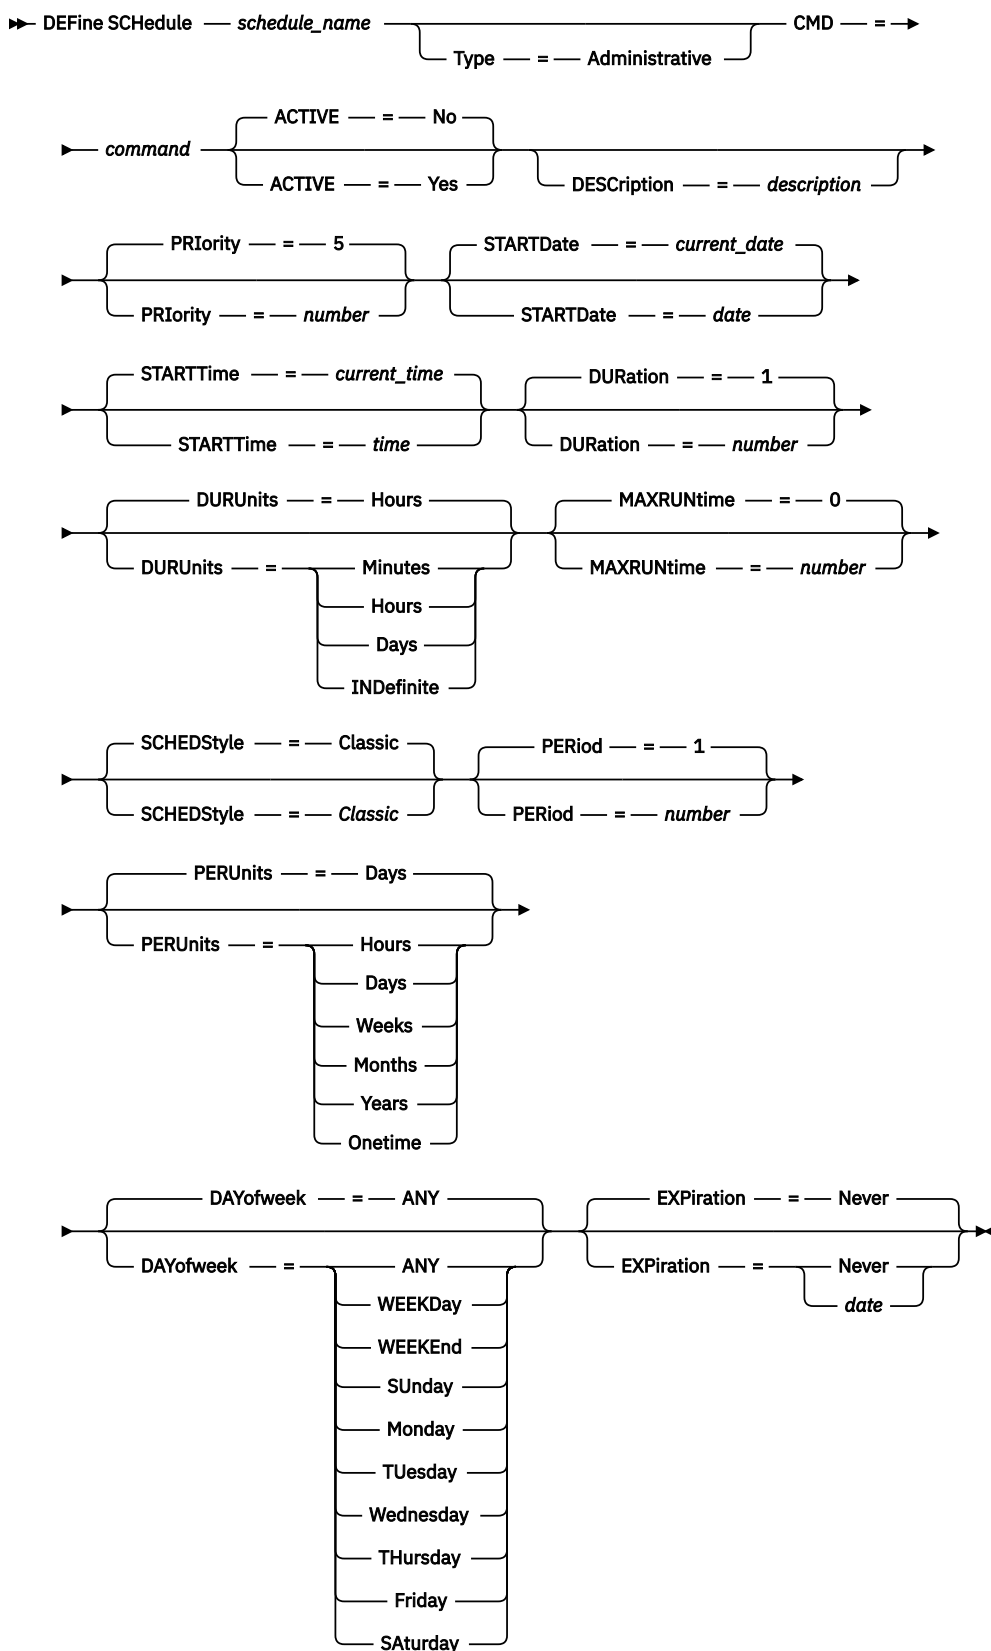 DEFine SCHedule schedule_name CMD =
Type = Administrative
ACTIVE = No
command
ACTIVE = Yes
DESCription = description
PRIority = 5 STARTDate = current_date
PRIority = number STARTDate = date
STARTTime = current_time DURation = 1
STARTTime = time DURation = number
DURUnits = Hours MAXRUNtime = 0
DURUnits = Minutes MAXRUNtime = number
Hours
Days
INDefinite
SCHEDStyle = Classic PERiod = 1
SCHEDStyle = Classic PERiod = number
PERUnits = Days
PERUnits = Hours
Days
Weeks
Months
Years
Onetime
DAYofweek = ANY EXPiration = Never
DAYofweek = ANY EXPiration = Never
WEEKDay date
WEEKEnd
SUnday
Monday
TUesday
Wednesday
THursday
Friday
SAturday